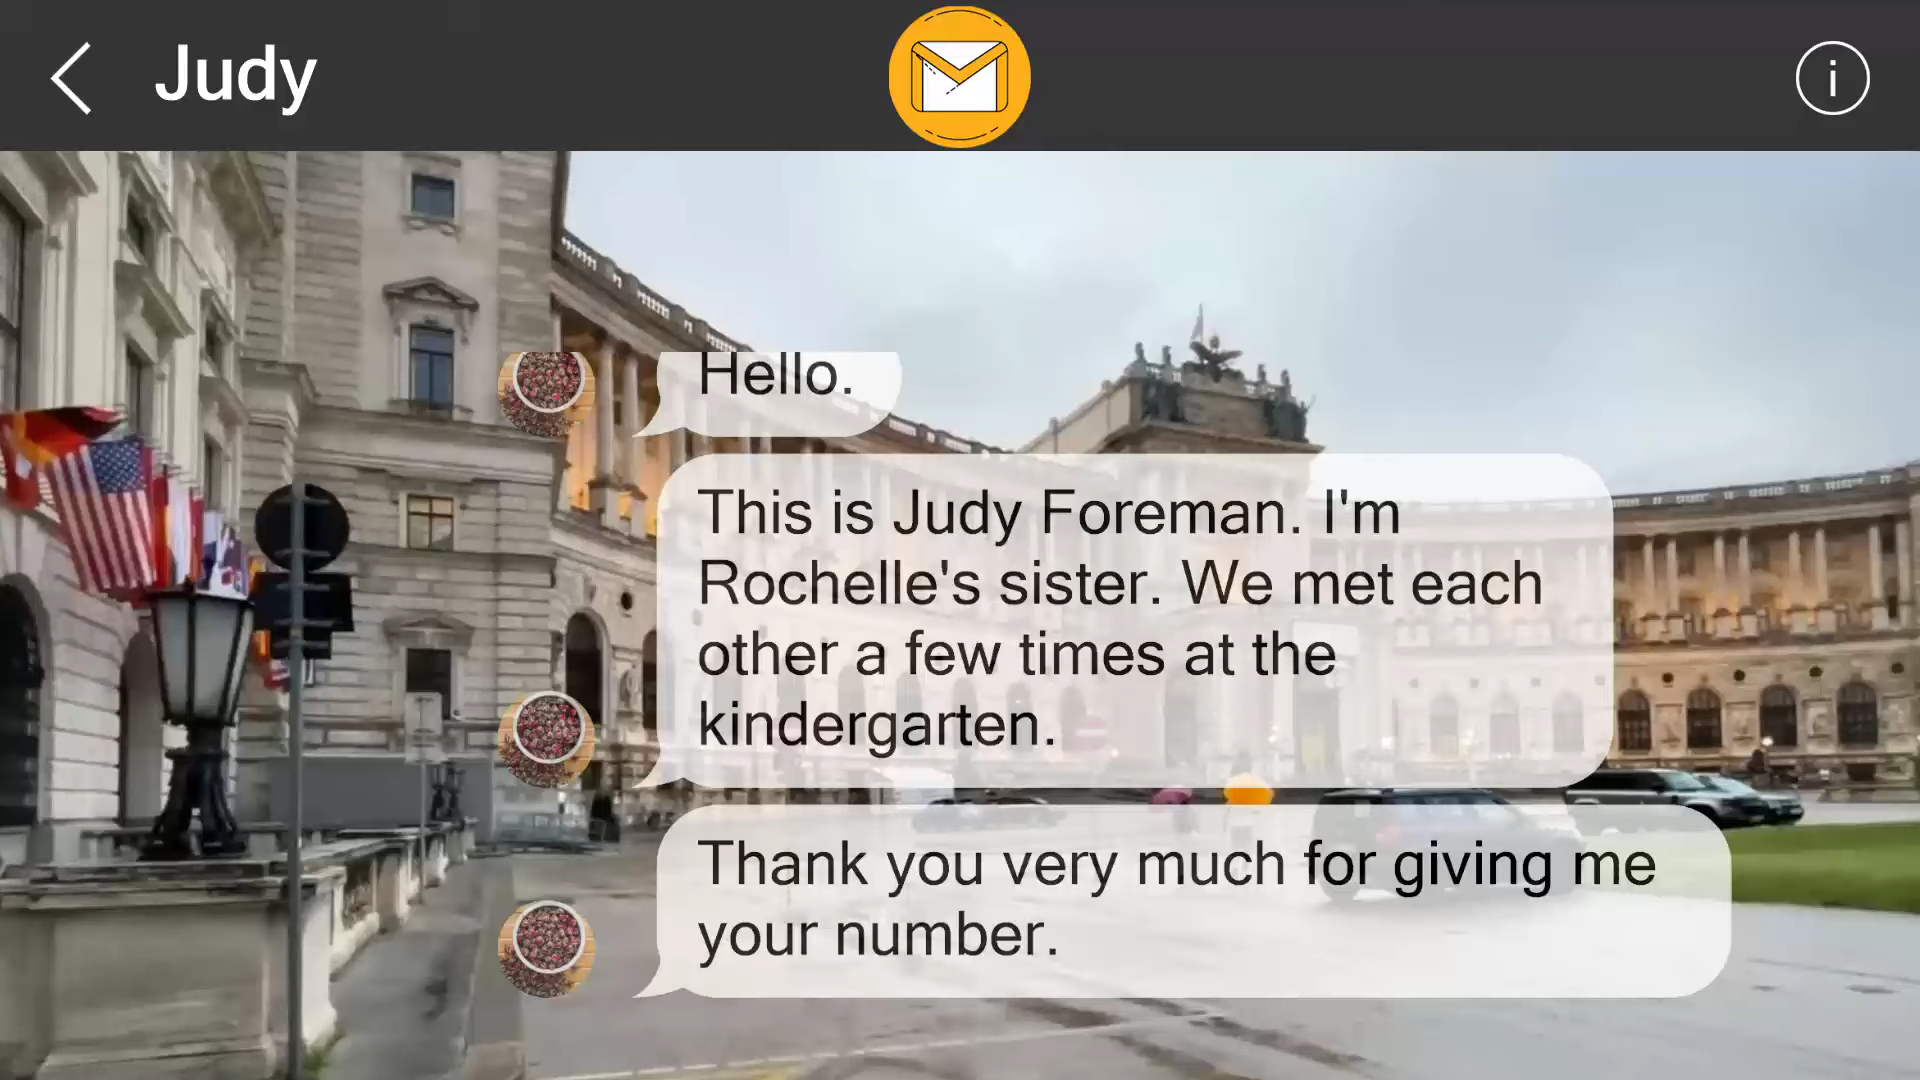 Judy
i
Hello.
This is Judy Foreman. I'm
Rochelle's sister. We met each
other a few times at the
kindergarten.
Thank you very much for giving me
your number.